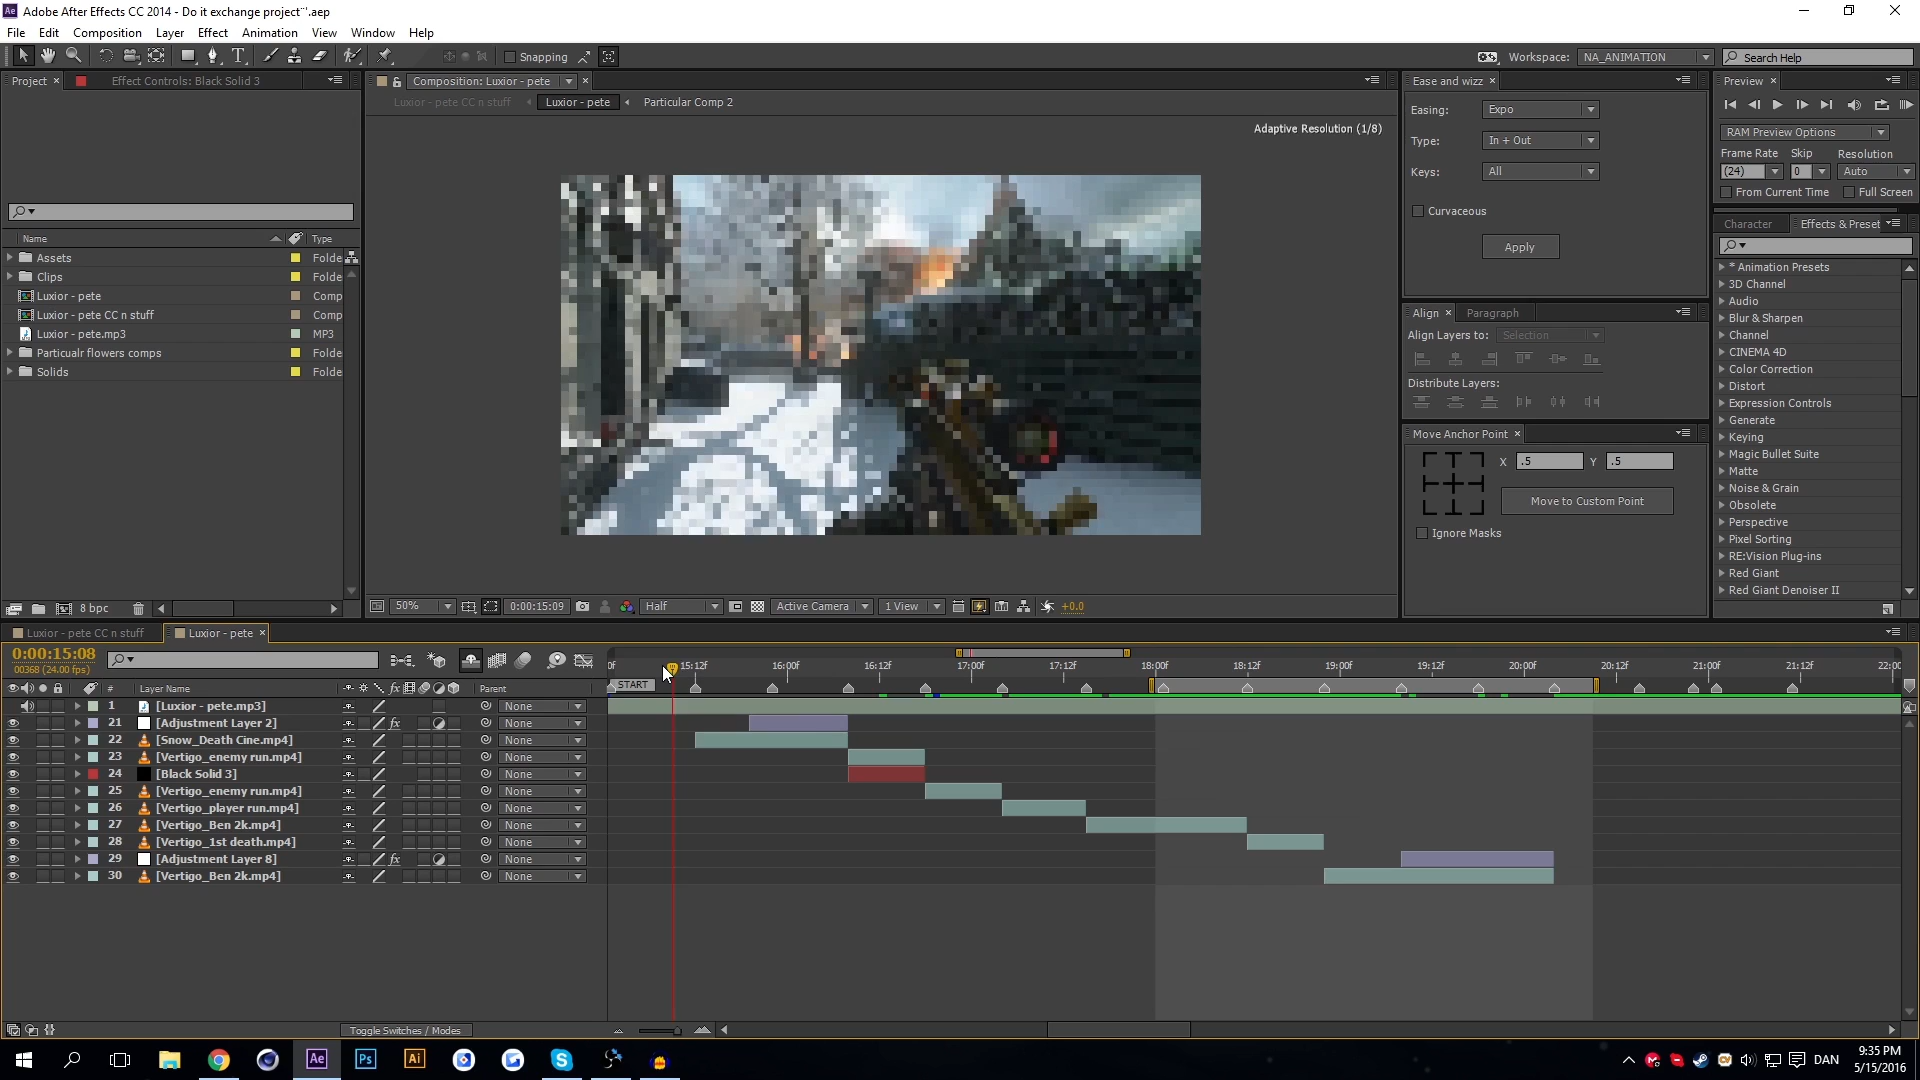 Adobe After Effects CC 2014 - Do it exchange project¨.aep
File Edit Composition Layer Effect Animation View Window Help
Snapping
Workspace: NA_ANIMATION
Search Help
Project
Effect Controls: Black Solid 3
Name Type
Assets Folde
Clips Folde
Luxior - pete Comp
Luxior - pete CC n stuff Comp
Luxior - pete.mp3 MP3
Particualr flowers comps Folde
Solids Folde
8 bpc
Composition: Luxior - pete
Luxior - pete CC n stuff Luxior - pete Particular Comp 2
Adaptive Resolution (1/8)
50% 0:00:15:09 Half Active Camera 1 View +0.0
Ease and wizz
Easing: Expo
Type: In + Out
Keys: All
Curvaceous
Apply
Align Paragraph
Align Layers to: Selection
Distribute Layers:
Move Anchor Point
X .5 Y .5
Move to Custom Point
Ignore Masks
Preview
RAM Preview Options
Frame Rate Skip Resolution
(24) 0 Auto
From Current Time Full Screen
Character Effects & Preset
* Animation Presets
3D Channel
Audio
Blur & Sharpen
Channel
CINEMA 4D
Color Correction
Distort
Expression Controls
Generate
Keying
Magic Bullet Suite
Matte
Noise & Grain
Obsolete
Perspective
Pixel Sorting
RE:Vision Plug-ins
Red Giant
Red Giant Denoiser II
Luxior - pete CC n stuff Luxior - pete
0:00:15:08
00368 (24.00 fps)
0f 15:12f 16:00f 16:12f 17:00f 17:12f 18:00f 18:12f 19:00f 19:12f 20:00f 20:12f 21:00f 21:12f 22:00
START
# Layer Name fx Parent
1 [Luxior - pete.mp3] None
21 [Adjustment Layer 2] fx None
22 [Snow_Death Cine.mp4] None
23 [Vertigo_enemy run.mp4] None
24 [Black Solid 3] None
25 [Vertigo_enemy run.mp4] None
26 [Vertigo_player run.mp4] None
27 [Vertigo_Ben 2k.mp4] None
28 [Vertigo_1st death.mp4] None
29 [Adjustment Layer 8] fx None
30 [Vertigo_Ben 2k.mp4] None
Toggle Switches / Modes
Ae Ps Ai
DAN
9:35 PM
5/15/2016